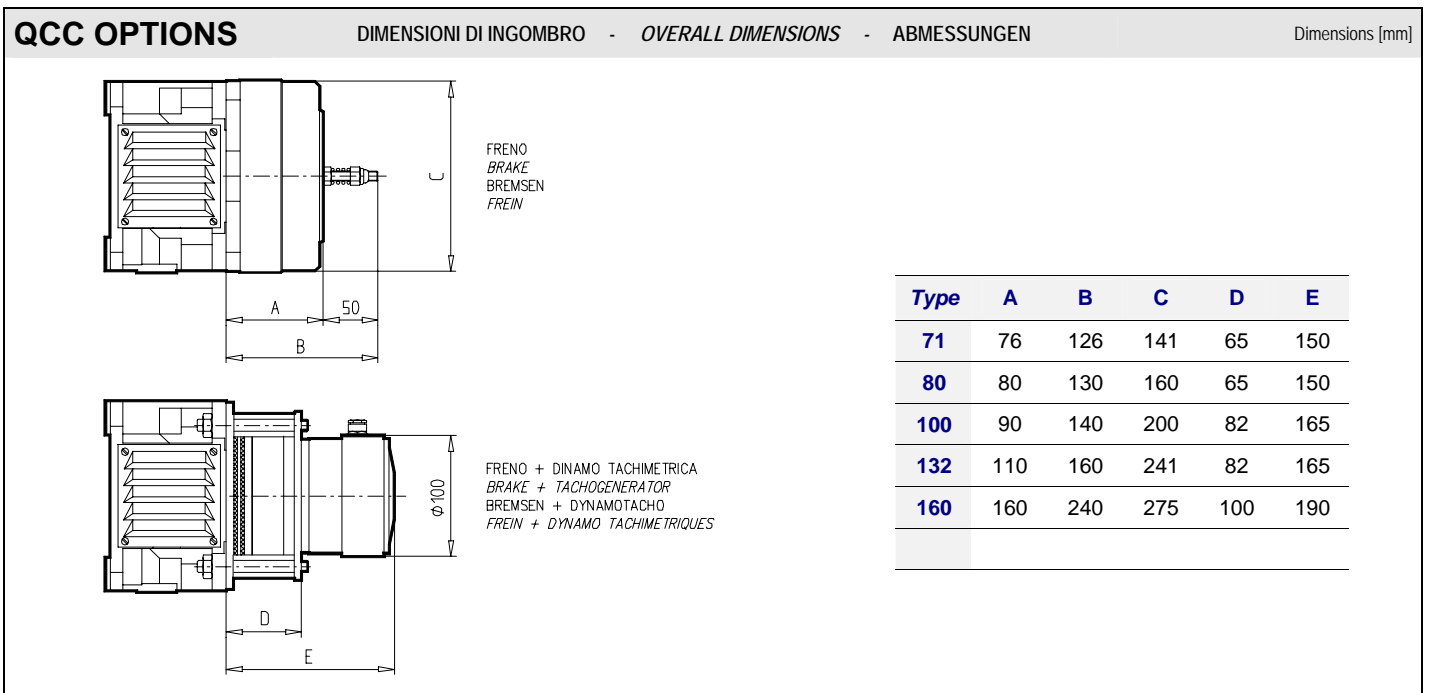 QCC OPTIONS DIMENSIONI DI INGOMBRO - OVERALL DIMENSIONS - ABMESSUNGEN Dimensions [mm]
C
FRENO
BRAKE
BREMSEN
FREIN
A 50
B
Type A B C D E
71 76 126 141 65 150
80 80 130 160 65 150
100 90 140 200 82 165
132 110 160 241 82 165
160 160 240 275 100 190
Φ100
FRENO + DINAMO TACHIMETRICA
BRAKE + TACHOGENERATOR
BREMSEN + DYNAMOTACHO
FREIN + DYNAMO TACHIMETRIQUES
D
E